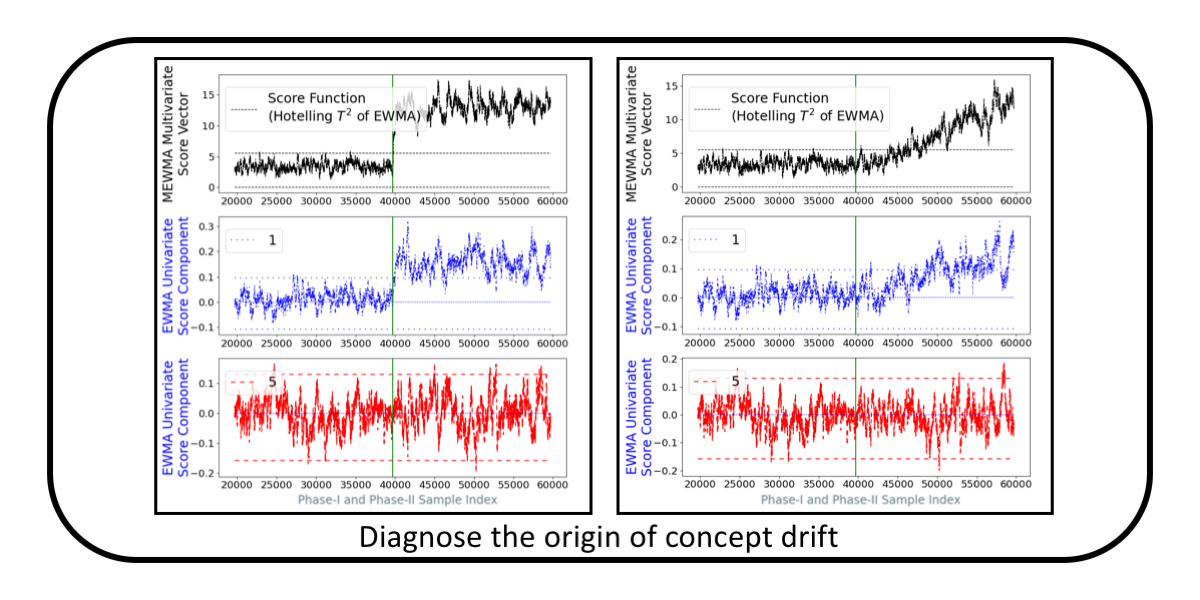 MEWMA Multivariate
Score Vector
Score Function
(Hotelling T² of EWMA)
15
10
5
0
20000 25000 30000 35000 40000 45000 50000 55000 60000
EWMA Univariate
Score Component
1
0.3
0.2
0.1
0.0
−0.1
20000 25000 30000 35000 40000 45000 50000 55000 60000
EWMA Univariate
Score Component
5
0.1
0.0
−0.1
−0.2
20000 25000 30000 35000 40000 45000 50000 55000 60000
Phase-I and Phase-II Sample Index
MEWMA Multivariate
Score Vector
Score Function
(Hotelling T² of EWMA)
15
10
5
0
20000 25000 30000 35000 40000 45000 50000 55000 60000
EWMA Univariate
Score Component
1
0.2
0.1
0.0
−0.1
20000 25000 30000 35000 40000 45000 50000 55000 60000
EWMA Univariate
Score Component
5
0.2
0.1
0.0
−0.1
−0.2
20000 25000 30000 35000 40000 45000 50000 55000 60000
Phase-I and Phase-II Sample Index
Diagnose the origin of concept drift